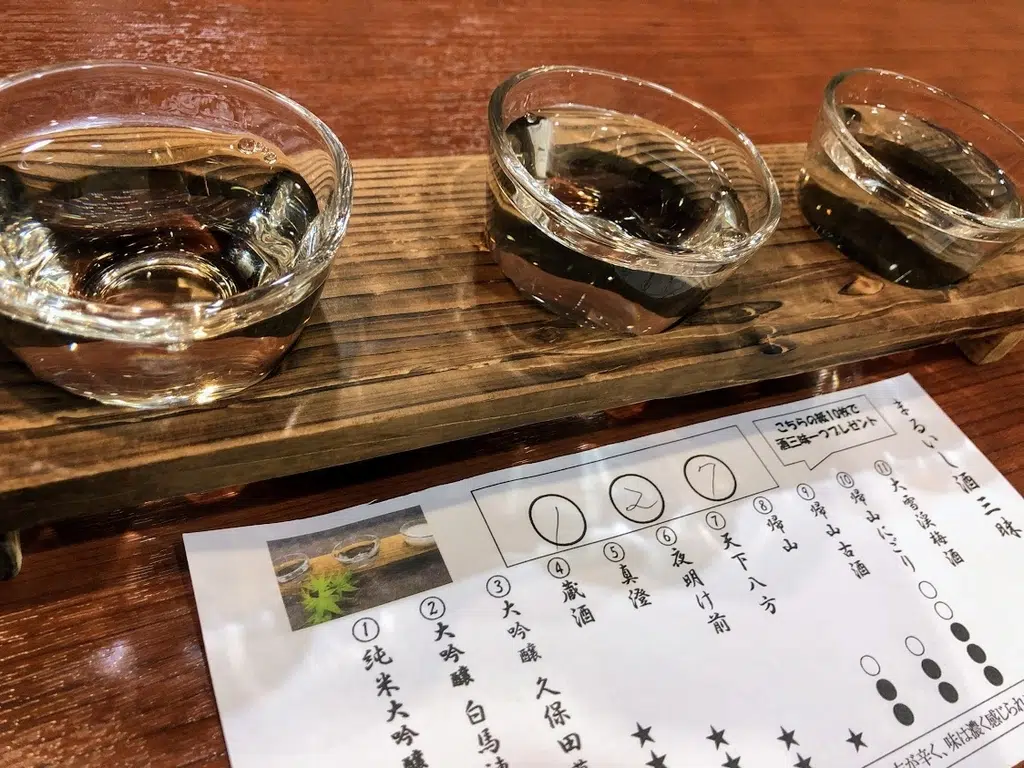 まるいし酒三昧
こちらの紙10枚で
酒三昧一つプレゼント
1 2 7
⑪大雪渓梅酒
⑩帰山にごり
⑨帰山古酒
⑧帰山
⑦天下八方
⑥夜明け前
⑤真澄
④蔵酒
③大吟醸 久保田
②大吟醸 白馬
①純米大吟醸
が辛く、味は濃く感じられ